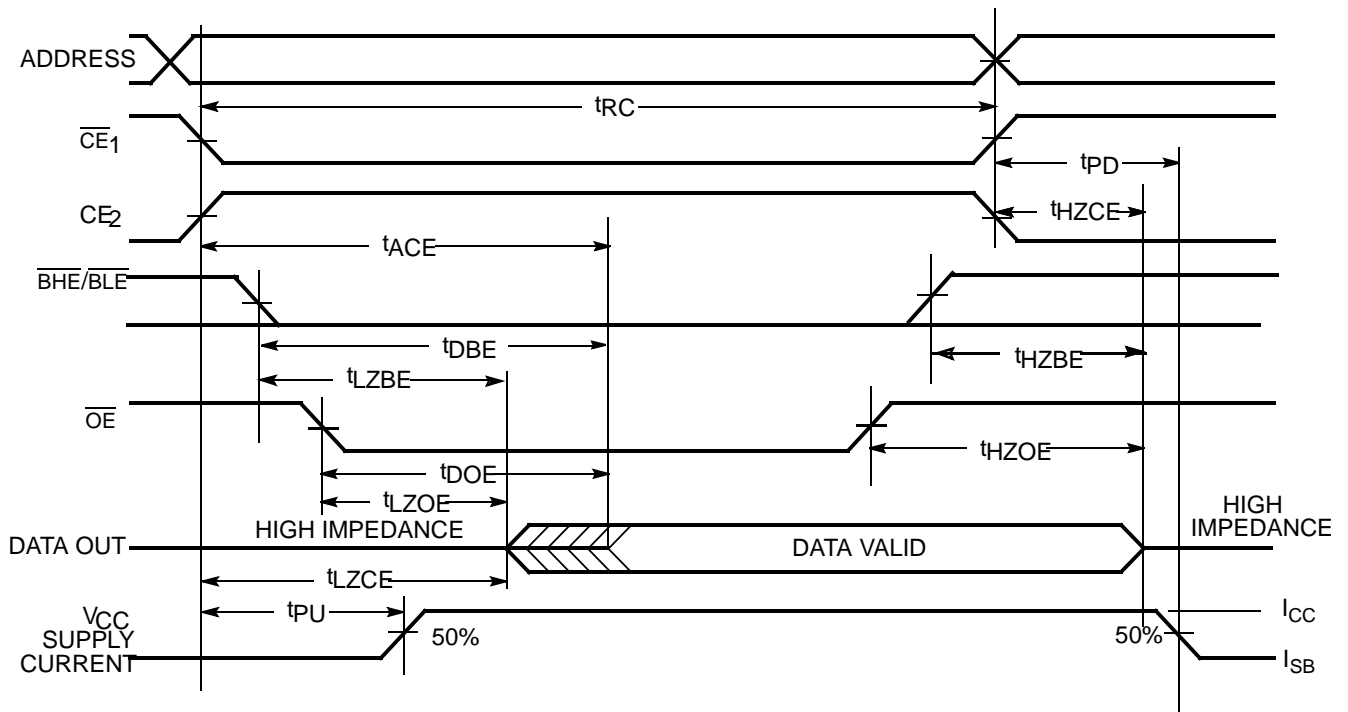 ADDRESS
tRC
CE1
tPD
CE2
tHZCE
tACE
BHE/BLE
tDBE
tHZBE
tLZBE
OE
tHZOE
tDOE
tLZOE
HIGH IMPEDANCE
HIGH
IMPEDANCE
DATA OUT
DATA VALID
tLZCE
tPU
VCC
SUPPLY
CURRENT
50%
50%
ICC
ISB